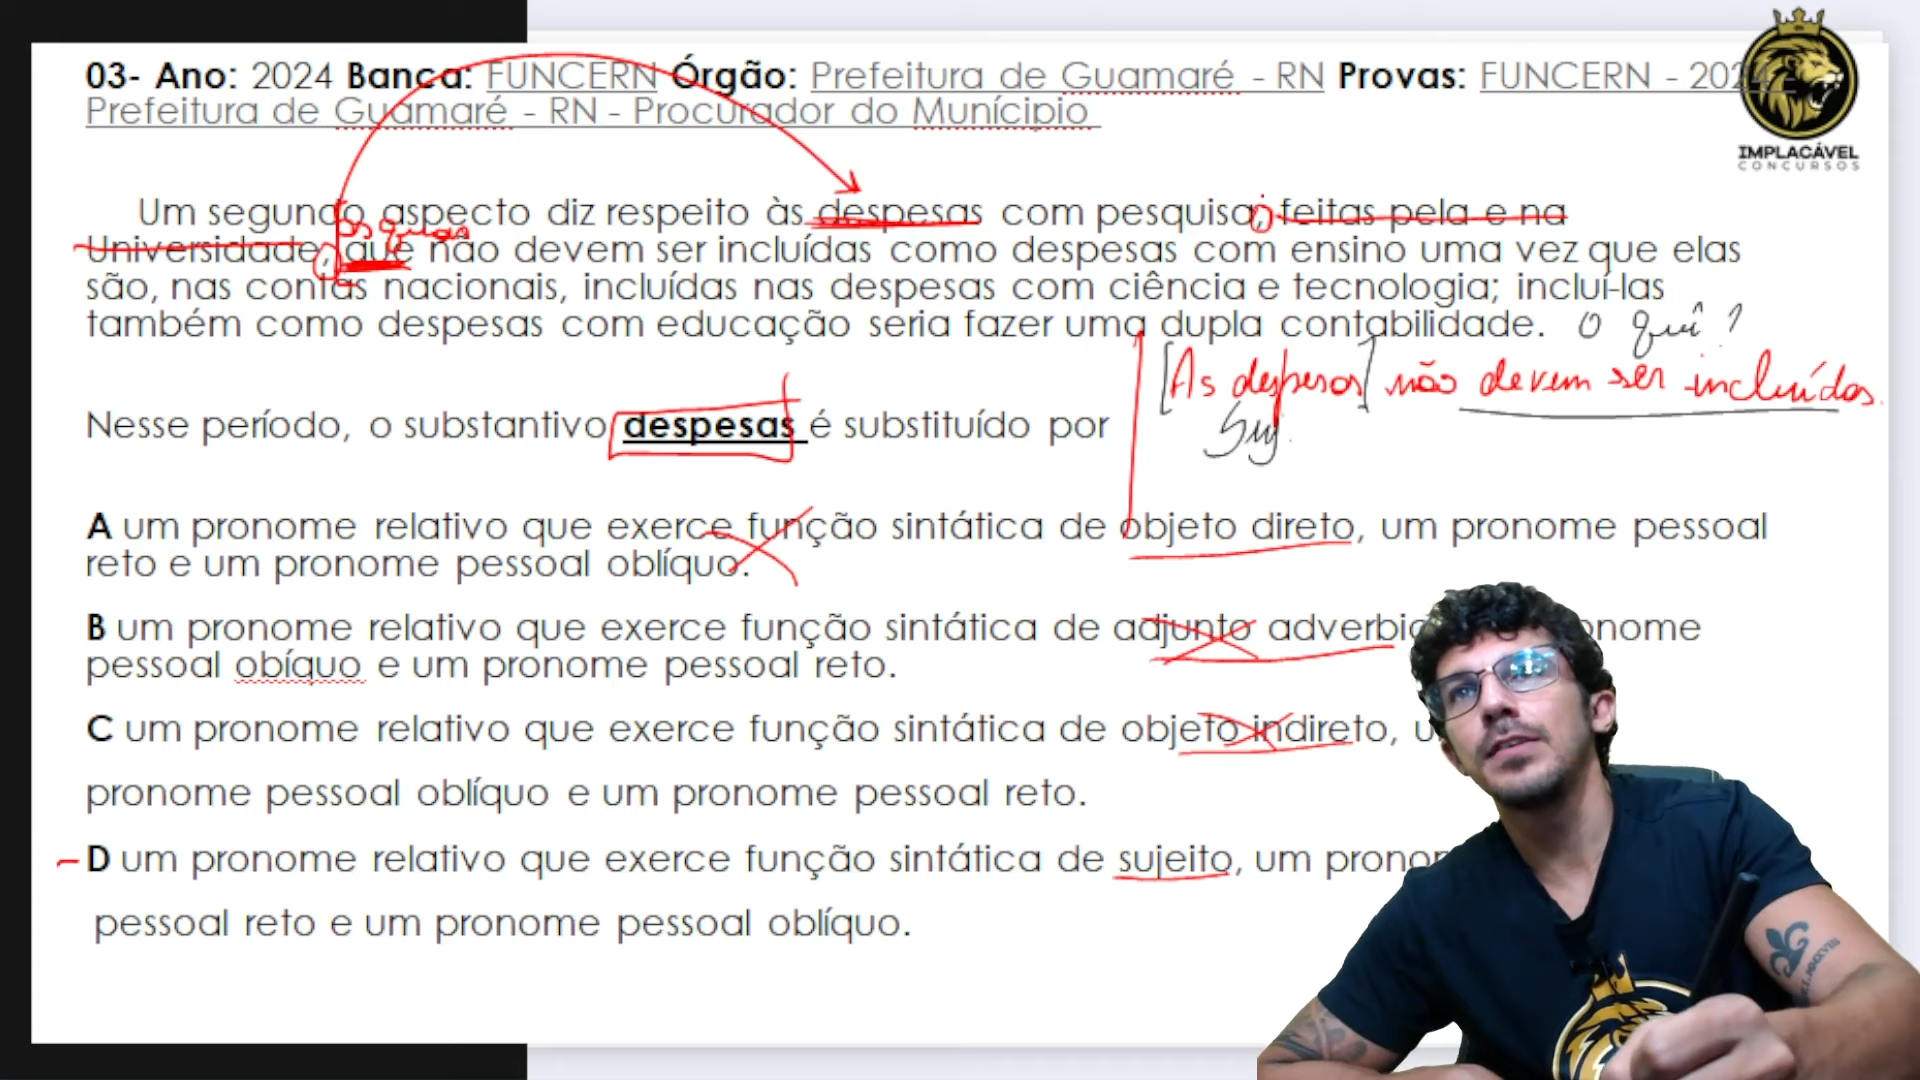 03- Ano: 2024 Banca: FUNCERN Órgão: Prefeitura de Guamaré - RN Provas: FUNCERN - 2024 -
Prefeitura de Guamaré - RN - Procurador do Munícipio
IMPLACÁVEL
CONCURSOS
Um segundo aspecto diz respeito às despesas com pesquisa, feitas pela e na
as quais
Universidade, que não devem ser incluídas como despesas com ensino uma vez que elas
são, nas contas nacionais, incluídas nas despesas com ciência e tecnologia; incluí-las
também como despesas com educação seria fazer uma dupla contabilidade. O quê?
[As despesas] não devem ser incluídas.
Suj.
Nesse período, o substantivo despesas é substituído por
A um pronome relativo que exerce função sintática de objeto direto, um pronome pessoal
reto e um pronome pessoal oblíquo.
B um pronome relativo que exerce função sintática de adjunto onome
pessoal obíquo e um pronome pessoal reto.
C um pronome relativo que exerce função sintática de objeto indireto, u
pronome pessoal oblíquo e um pronome pessoal reto.
D um pronome relativo que exerce função sintática de sujeito, um pronom
pessoal reto e um pronome pessoal oblíquo.